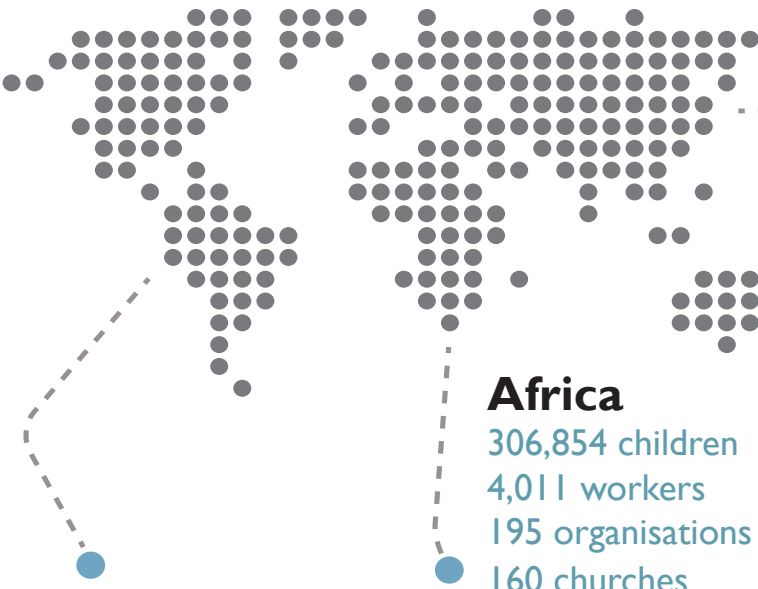 Africa
306,854 children
4,011 workers
195 organisations
160 churches